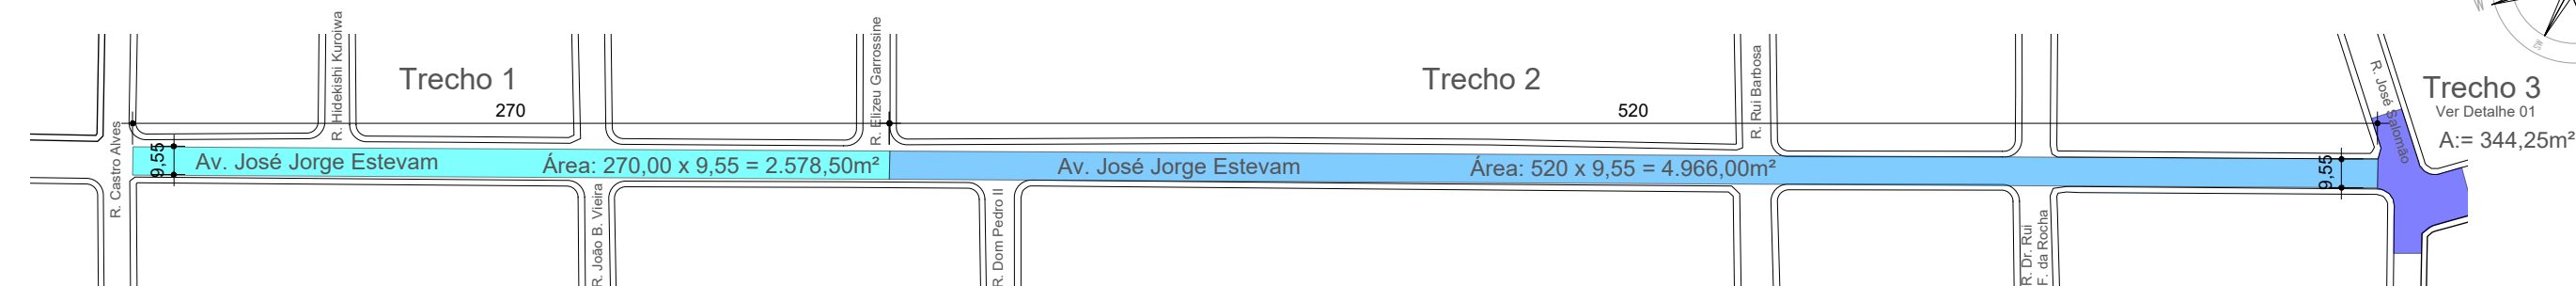 Trecho 1
270
Trecho 2
520
Trecho 3
Ver Detalhe 01
A:= 344,25m²
R. Castro Alves
R. Hidekishi Kuroiwa
R. Elizeu Garrossine
R. Rui Barbosa
R. José Salomão
9,55
Av. José Jorge Estevam
Área: 270,00 x 9,55 = 2.578,50m²
Av. José Jorge Estevam
Área: 520 x 9,55 = 4.966,00m²
9,55
R. João B. Vieira
R. Dom Pedro II
R. Dr. Rui
F. da Rocha